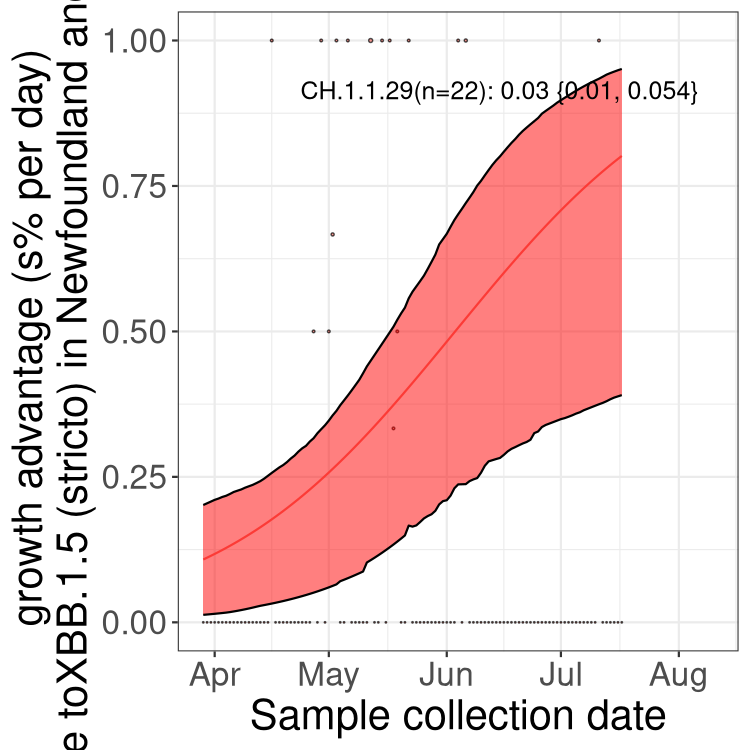 growth advantage (s% per day)
toXBB.1.5 (stricto) in Newfoundland
1.00
0.75
0.50
0.25
0.00
CH.1.1.29(n=22): 0.03 {0.01, 0.054}
Apr May Jun Jul Aug
Sample collection date